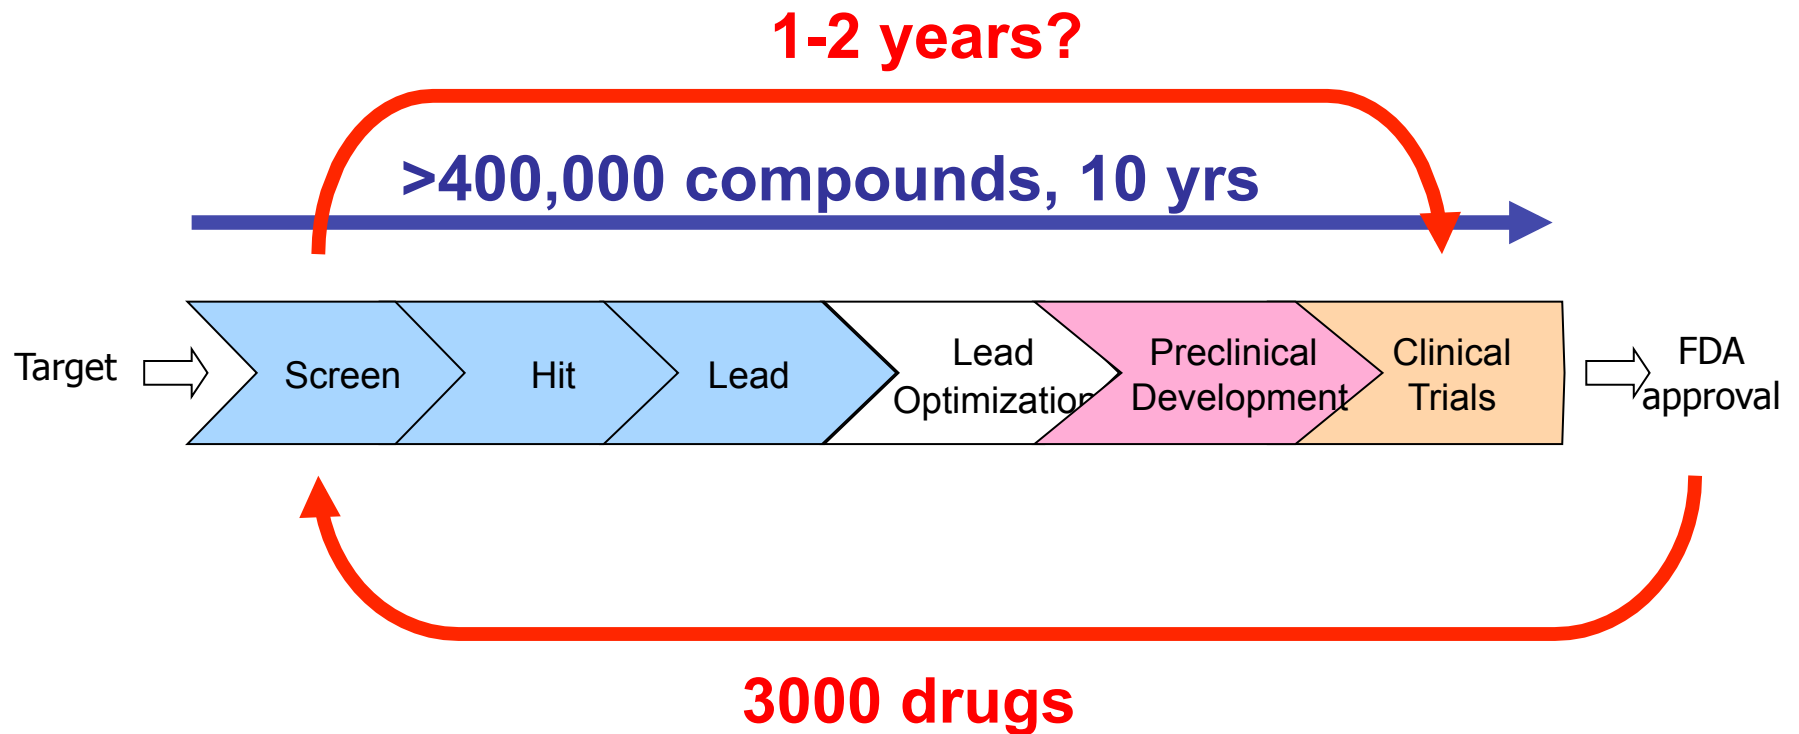 1-2 years?
>400,000 compounds, 10 yrs
Target
Screen
Hit
Lead
Lead
Optimization
Preclinical
Development
Clinical
Trials
FDA
approval
3000 drugs